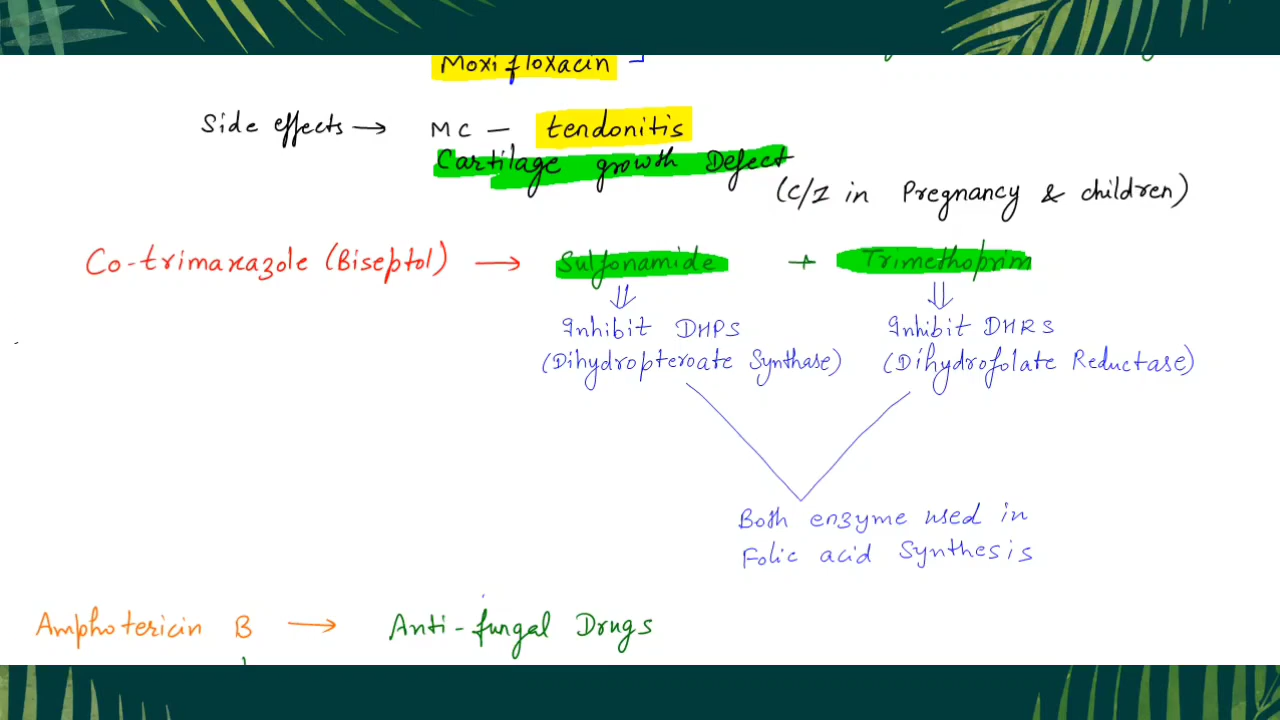 Moxifloxacin
Side effects → MC - tendonitis
Cartilage growth Defect
(C/I in Pregnancy & children)
Co-trimaxazole (Biseptol) → Sulfonamide + Trimethoprim
Inhibit DHPS Inhibit DHRS
(Dihydropteroate Synthase) (Dihydrofolate Reductase)
Both enzyme used in
Folic acid Synthesis
Amphotericin B → Anti-fungal Drugs